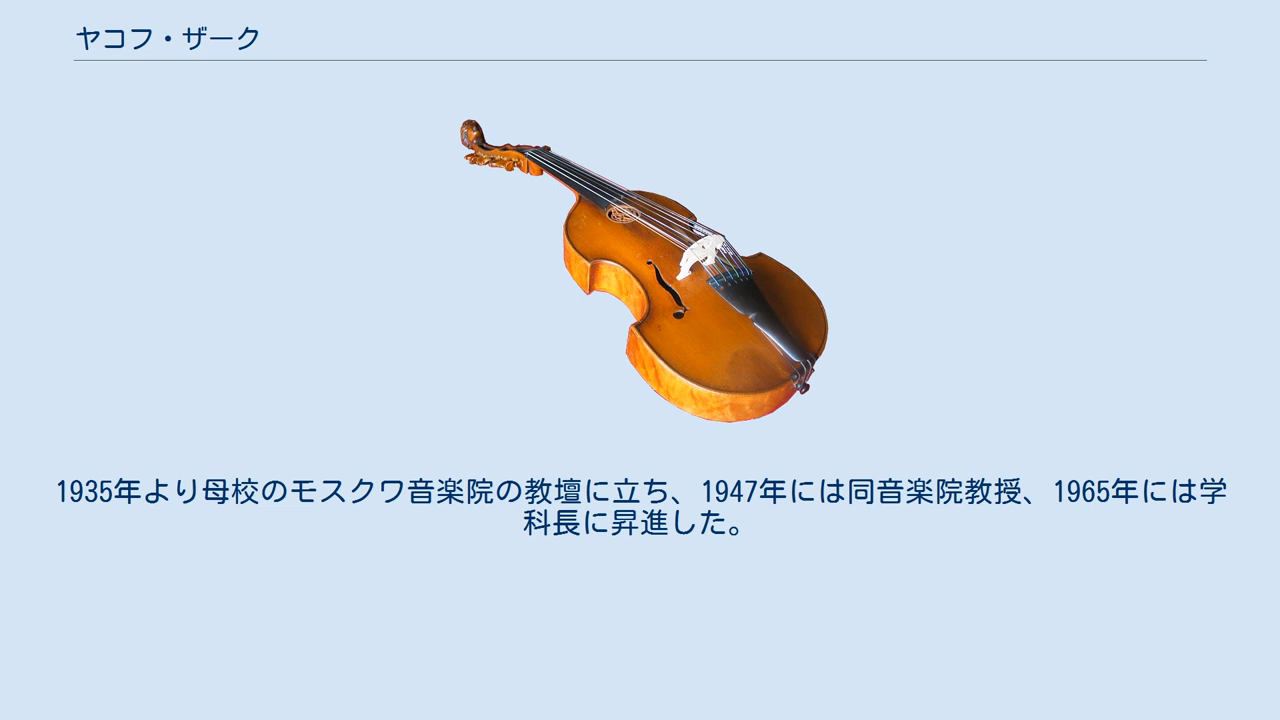 ヤコフ・ザーク
1935年より母校のモスクワ音楽院の教壇に立ち、1947年には同音楽院教授、1965年には学
科長に昇進した。